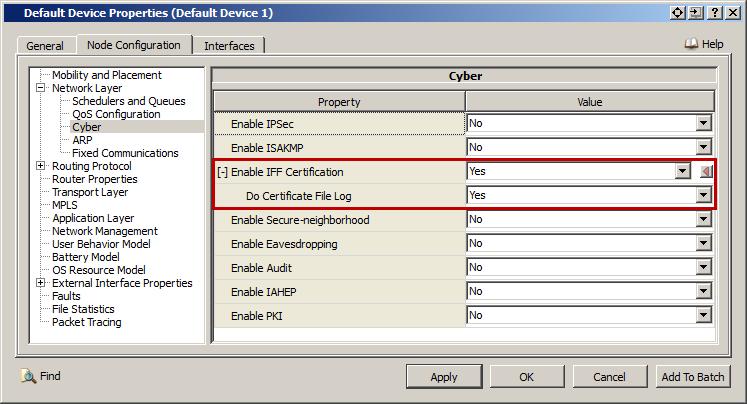 Default Device Properties (Default Device 1)
General
Node Configuration
Interfaces
Help
Mobility and Placement
Network Layer
Schedulers and Queues
QoS Configuration
Cyber
ARP
Fixed Communications
Routing Protocol
Router Properties
Transport Layer
MPLS
Application Layer
Network Management
User Behavior Model
Battery Model
OS Resource Model
External Interface Properties
Faults
File Statistics
Packet Tracing
Cyber
Property Value
Enable IPSec No
Enable ISAKMP No
[-] Enable IFF Certification Yes
Do Certificate File Log Yes
Enable Secure-neighborhood No
Enable Eavesdropping No
Enable Audit No
Enable IAHEP No
Enable PKI No
Find
Apply OK Cancel Add To Batch